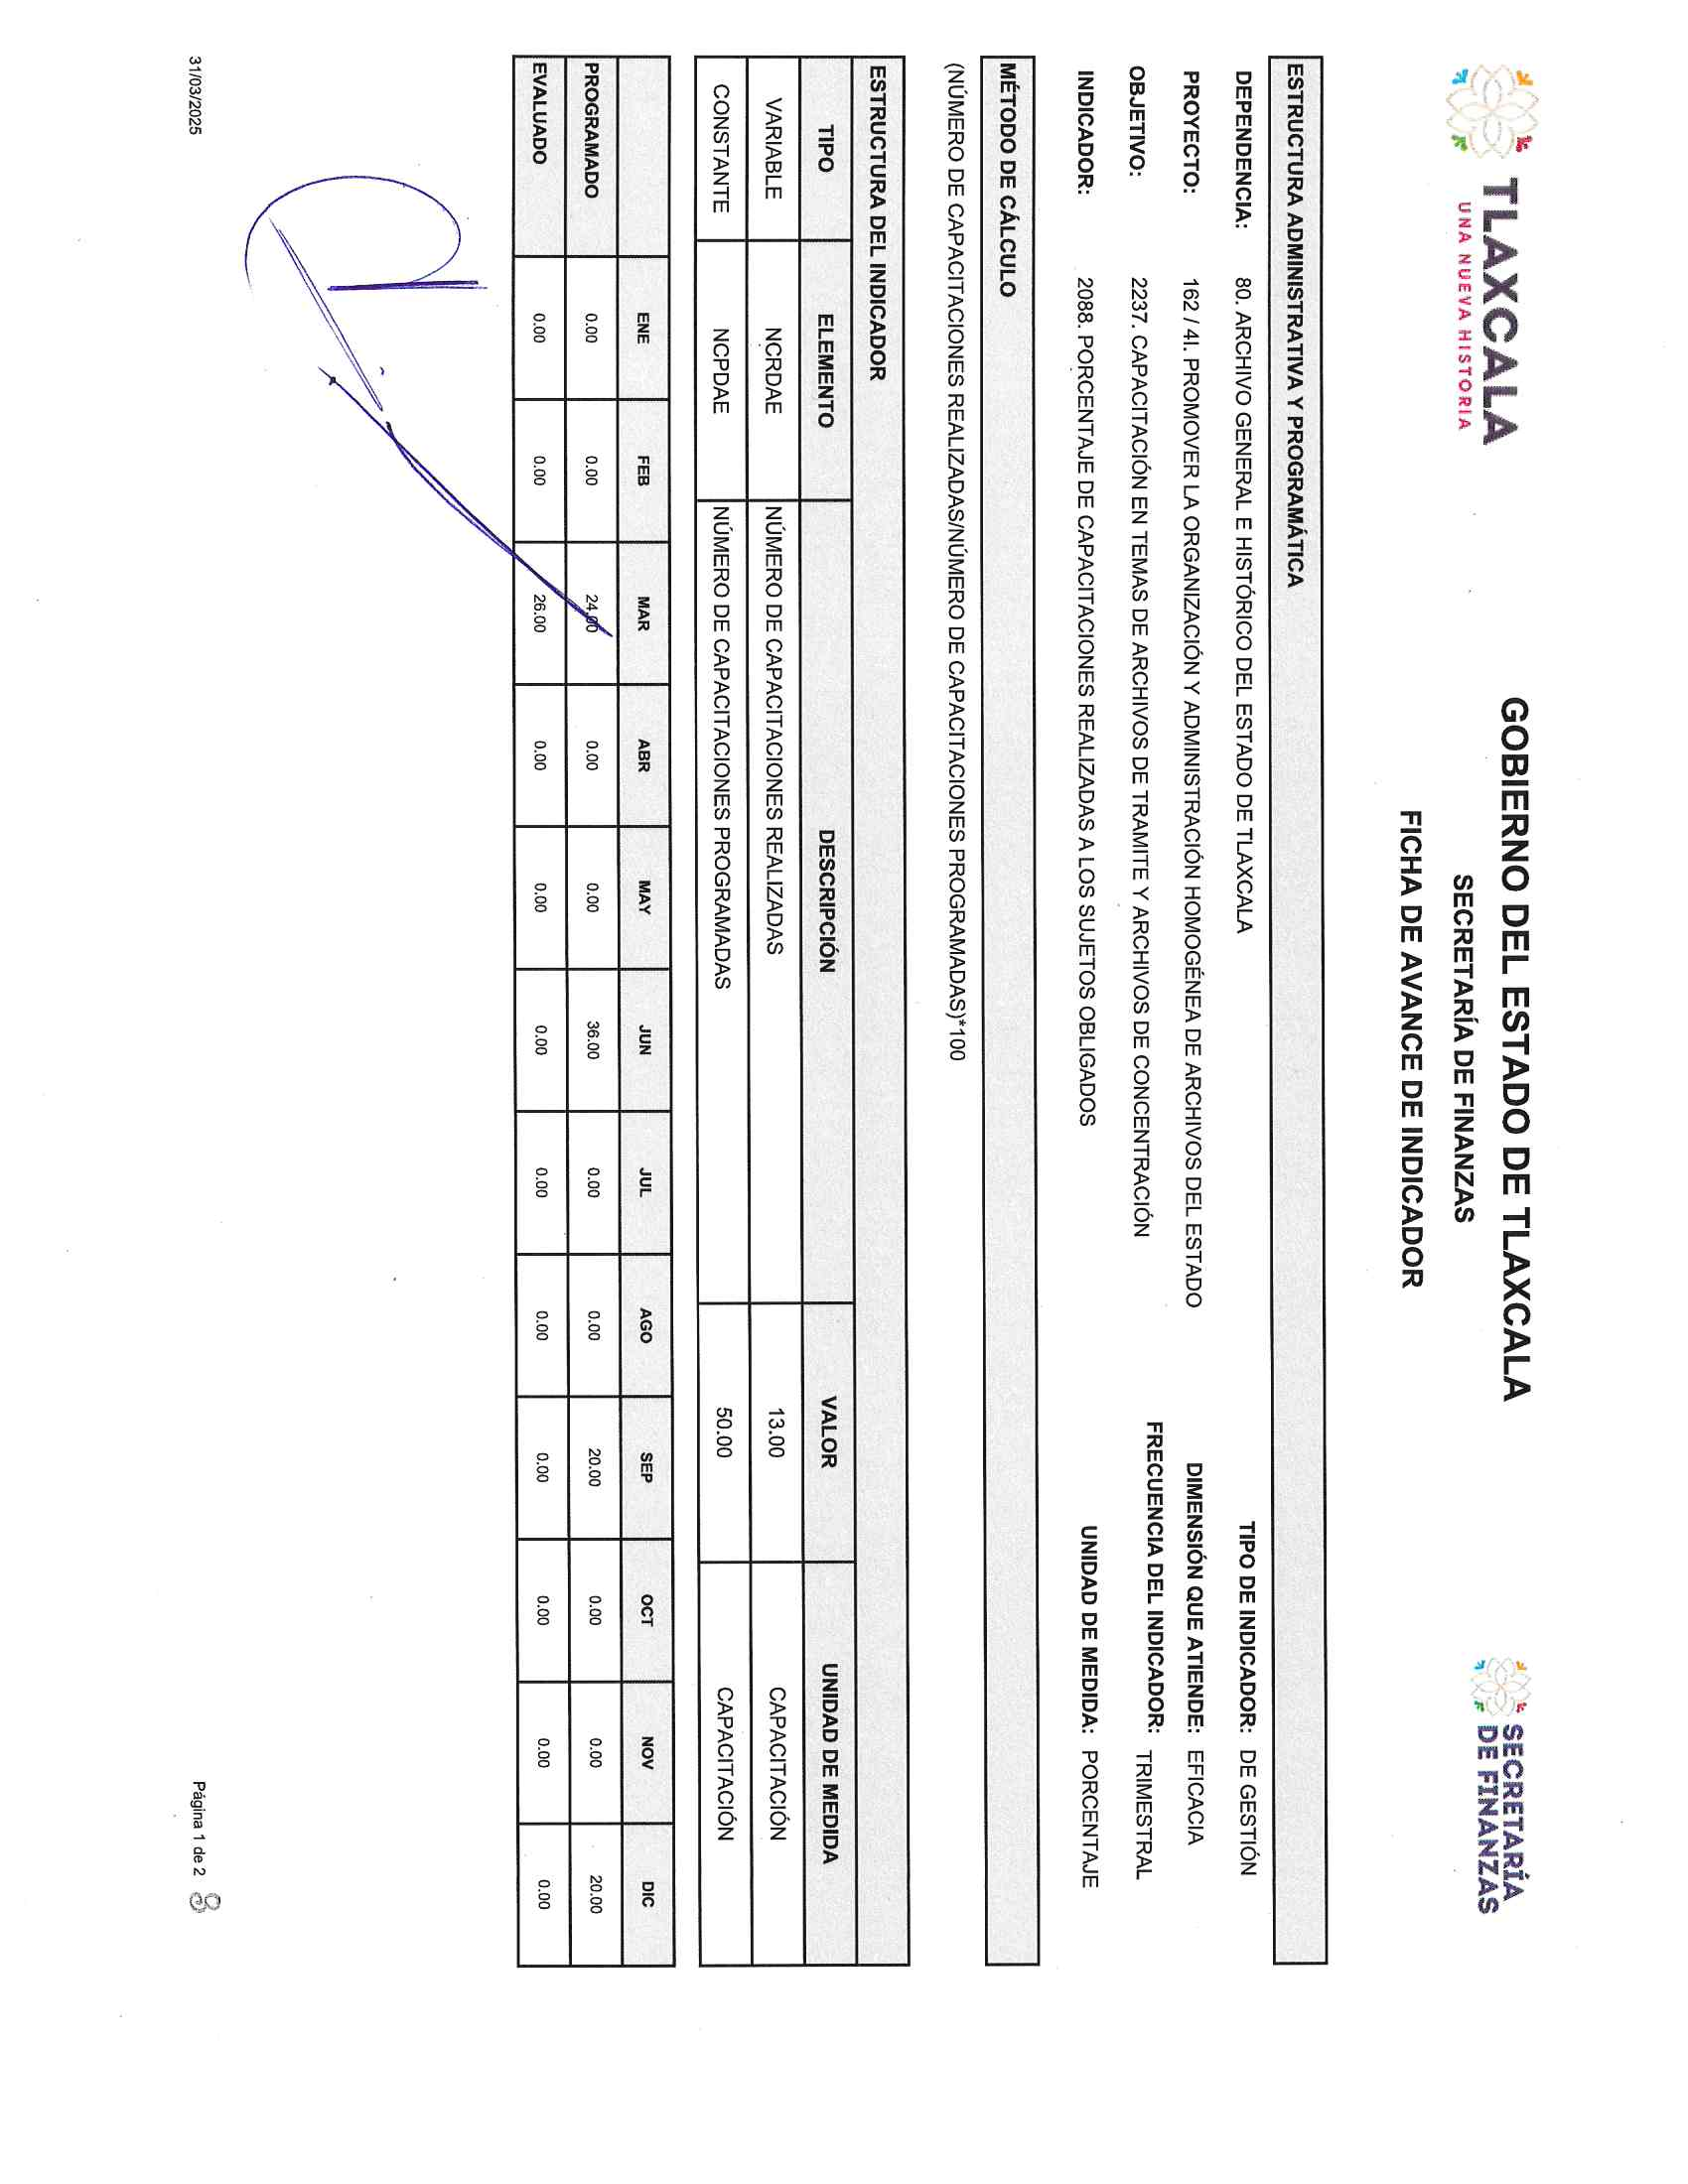 TLAXCALA
UNA NUEVA HISTORIA
GOBIERNO DEL ESTADO DE TLAXCALA
SECRETARÍA DE FINANZAS
FICHA DE AVANCE DE INDICADOR
SECRETARÍA
DE FINANZAS
ESTRUCTURA ADMINISTRATIVA Y PROGRAMÁTICA
DEPENDENCIA: 80. ARCHIVO GENERAL E HISTÓRICO DEL ESTADO DE TLAXCALA TIPO DE INDICADOR: DE GESTIÓN
PROYECTO: 162 / 4I. PROMOVER LA ORGANIZACIÓN Y ADMINISTRACIÓN HOMOGÉNEA DE ARCHIVOS DEL ESTADO DIMENSIÓN QUE ATIENDE: EFICACIA
OBJETIVO: 2237. CAPACITACIÓN EN TEMAS DE ARCHIVOS DE TRAMITE Y ARCHIVOS DE CONCENTRACIÓN FRECUENCIA DEL INDICADOR: TRIMESTRAL
INDICADOR: 2088. PORCENTAJE DE CAPACITACIONES REALIZADAS A LOS SUJETOS OBLIGADOS UNIDAD DE MEDIDA: PORCENTAJE
MÉTODO DE CÁLCULO
(NÚMERO DE CAPACITACIONES REALIZADAS/NÚMERO DE CAPACITACIONES PROGRAMADAS)*100
ESTRUCTURA DEL INDICADOR
TIPO ELEMENTO DESCRIPCIÓN VALOR UNIDAD DE MEDIDA
VARIABLE NCRDAE NÚMERO DE CAPACITACIONES REALIZADAS 13.00 CAPACITACIÓN
CONSTANTE NCPDAE NÚMERO DE CAPACITACIONES PROGRAMADAS 50.00 CAPACITACIÓN
ENE FEB MAR ABR MAY JUN JUL AGO SEP OCT NOV DIC
PROGRAMADO 0.00 0.00 24.00 0.00 0.00 36.00 0.00 0.00 20.00 0.00 0.00 20.00
EVALUADO 0.00 0.00 26.00 0.00 0.00 0.00 0.00 0.00 0.00 0.00 0.00 0.00
31/03/2025
Página 1 de 2
8